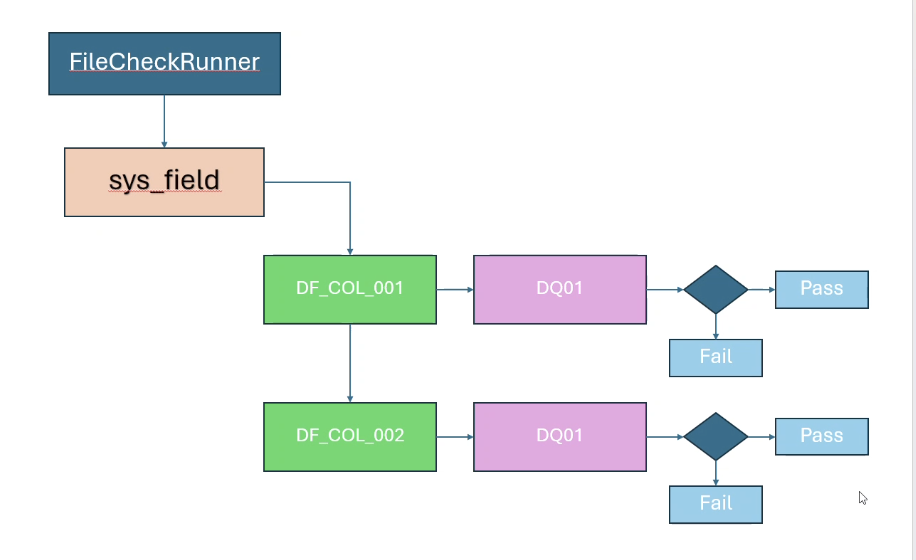 FileCheckRunner
sys_field
DF_COL_001
DQ01
Pass
Fail
DF_COL_002
DQ01
Pass
Fail